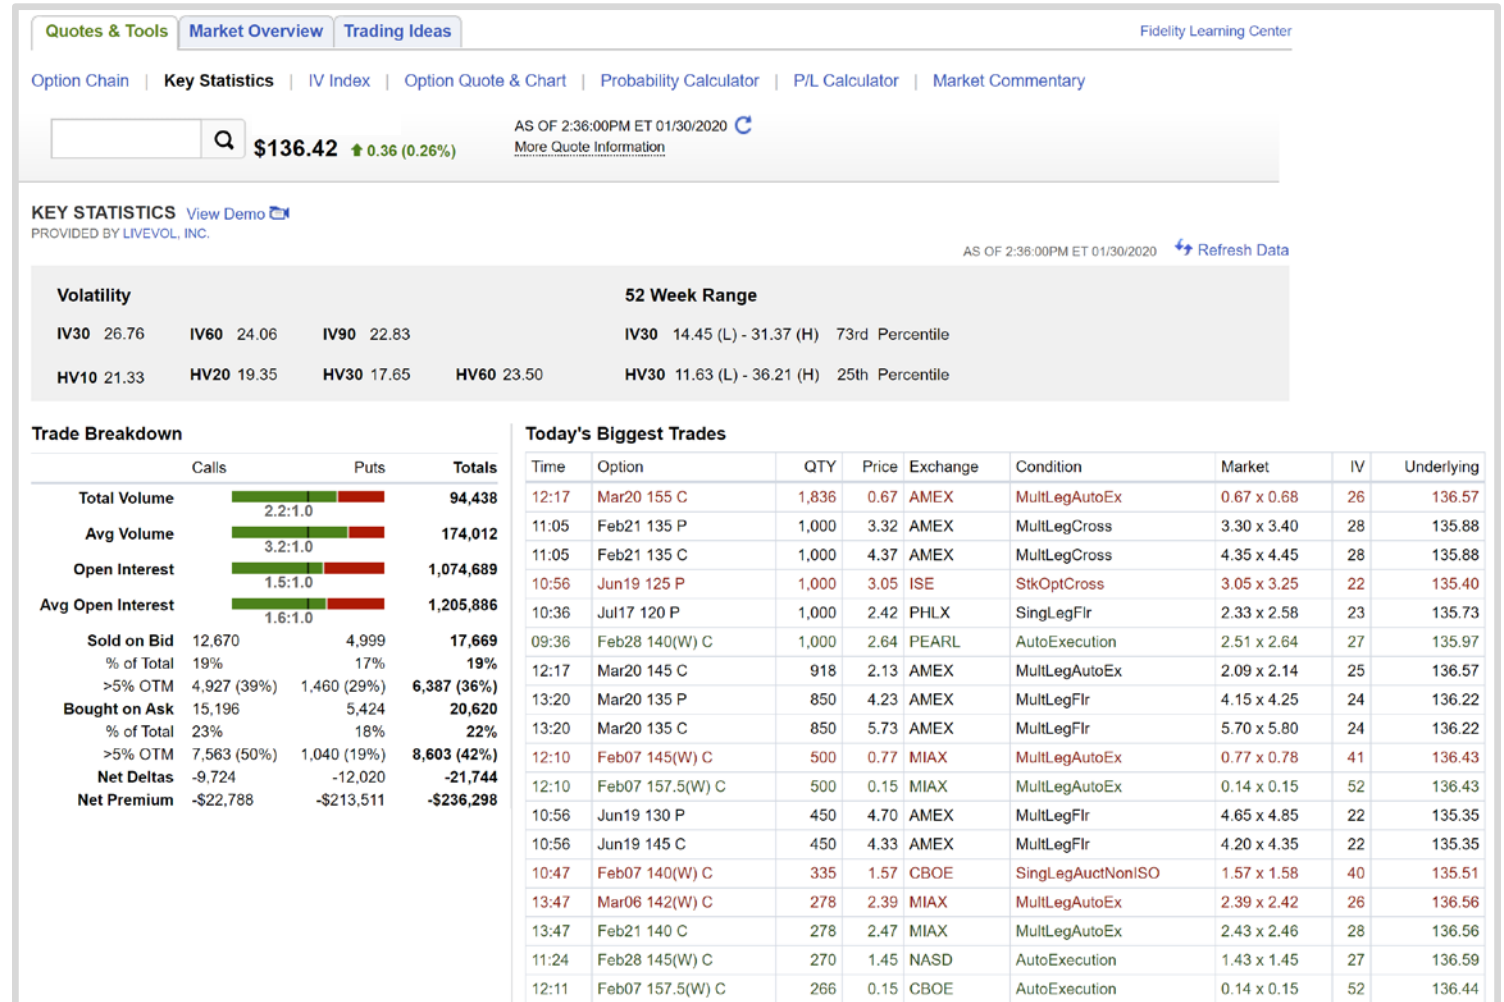 Quotes & Tools Market Overview Trading Ideas Fidelity Learning Center
Option Chain | Key Statistics | IV Index | Option Quote & Chart | Probability Calculator | P/L Calculator | Market Commentary
$136.42 0.36 (0.26%) AS OF 2:36:00PM ET 01/30/2020
More Quote Information
KEY STATISTICS View Demo
PROVIDED BY LIVEVOL, INC.
AS OF 2:36:00PM ET 01/30/2020 Refresh Data
Volatility
IV30 26.76 IV60 24.06 IV90 22.83
HV10 21.33 HV20 19.35 HV30 17.65 HV60 23.50
52 Week Range
IV30 14.45 (L) - 31.37 (H) 73rd Percentile
HV30 11.63 (L) - 36.21 (H) 25th Percentile
Trade Breakdown
Calls Puts Totals
Total Volume 94,438
2.2:1.0
Avg Volume 174,012
3.2:1.0
Open Interest 1,074,689
1.5:1.0
Avg Open Interest 1,205,886
1.6:1.0
Sold on Bid 12,670 4,999 17,669
% of Total 19% 17% 19%
>5% OTM 4,927 (39%) 1,460 (29%) 6,387 (36%)
Bought on Ask 15,196 5,424 20,620
% of Total 23% 18% 22%
>5% OTM 7,563 (50%) 1,040 (19%) 8,603 (42%)
Net Deltas -9,724 -12,020 -21,744
Net Premium -$22,788 -$213,511 -$236,298
Today's Biggest Trades
Time Option QTY Price Exchange Condition Market IV Underlying
12:17 Mar20 155 C 1,836 0.67 AMEX MultLegAutoEx 0.67 x 0.68 26 136.57
11:05 Feb21 135 P 1,000 3.32 AMEX MultLegCross 3.30 x 3.40 28 135.88
11:05 Feb21 135 C 1,000 4.37 AMEX MultLegCross 4.35 x 4.45 28 135.88
10:56 Jun19 125 P 1,000 3.05 ISE StkOptCross 3.05 x 3.25 22 135.40
10:36 Jul17 120 P 1,000 2.42 PHLX SingLegFlr 2.33 x 2.58 23 135.73
09:36 Feb28 140(W) C 1,000 2.64 PEARL AutoExecution 2.51 x 2.64 27 135.97
12:17 Mar20 145 C 918 2.13 AMEX MultLegAutoEx 2.09 x 2.14 25 136.57
13:20 Mar20 135 P 850 4.23 AMEX MultLegFlr 4.15 x 4.25 24 136.22
13:20 Mar20 135 C 850 5.73 AMEX MultLegFlr 5.70 x 5.80 24 136.22
12:10 Feb07 145(W) C 500 0.77 MIAX MultLegAutoEx 0.77 x 0.78 41 136.43
12:10 Feb07 157.5(W) C 500 0.15 MIAX MultLegAutoEx 0.14 x 0.15 52 136.43
10:56 Jun19 130 P 450 4.70 AMEX MultLegFlr 4.65 x 4.85 22 135.35
10:56 Jun19 145 C 450 4.33 AMEX MultLegFlr 4.20 x 4.35 22 135.35
10:47 Feb07 140(W) C 335 1.57 CBOE SingLegAuctNonISO 1.57 x 1.58 40 135.51
13:47 Mar06 142(W) C 278 2.39 MIAX MultLegAutoEx 2.39 x 2.42 26 136.56
13:47 Feb21 140 C 278 2.47 MIAX MultLegAutoEx 2.43 x 2.46 28 136.56
11:24 Feb28 145(W) C 270 1.45 NASD AutoExecution 1.43 x 1.45 27 136.59
12:11 Feb07 157.5(W) C 266 0.15 CBOE AutoExecution 0.14 x 0.15 52 136.44